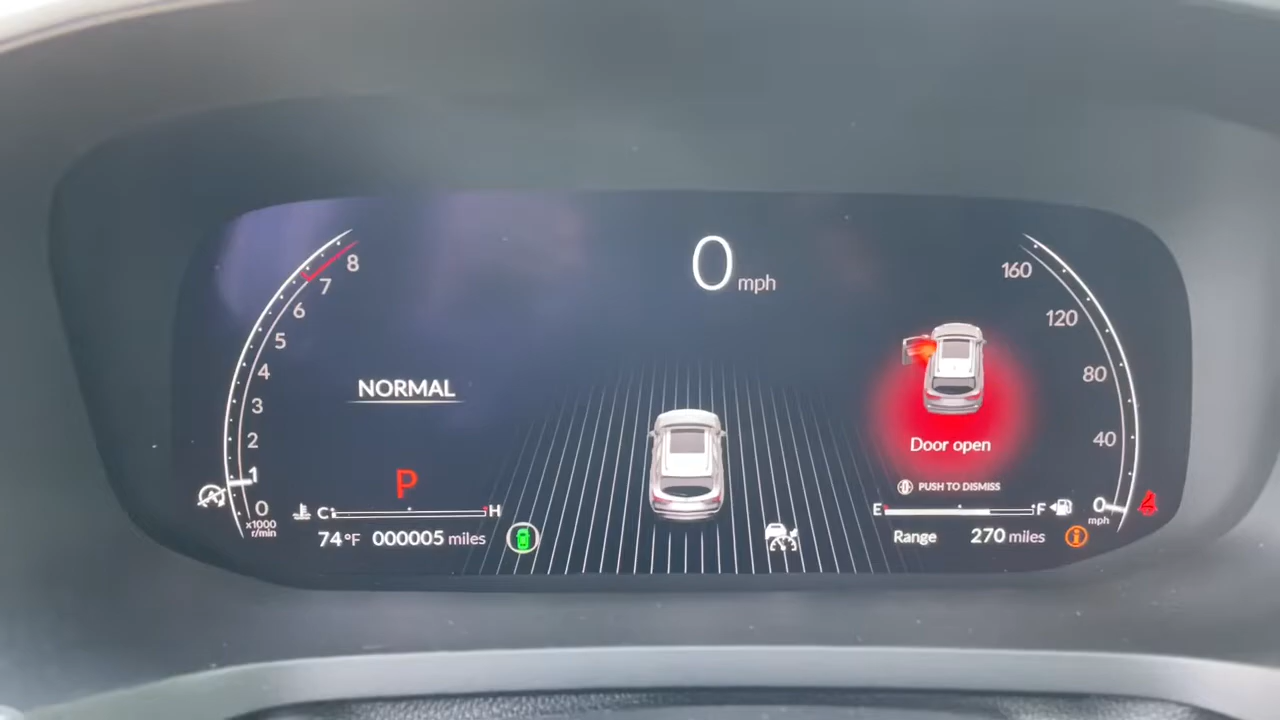 0 mph
8
7
6
5
4
3
2
1
0
x1000
r/min
160
120
80
40
0
mph
NORMAL
P
Door open
PUSH TO DISMISS
C H
E F
74°F 000005 miles
Range 270 miles